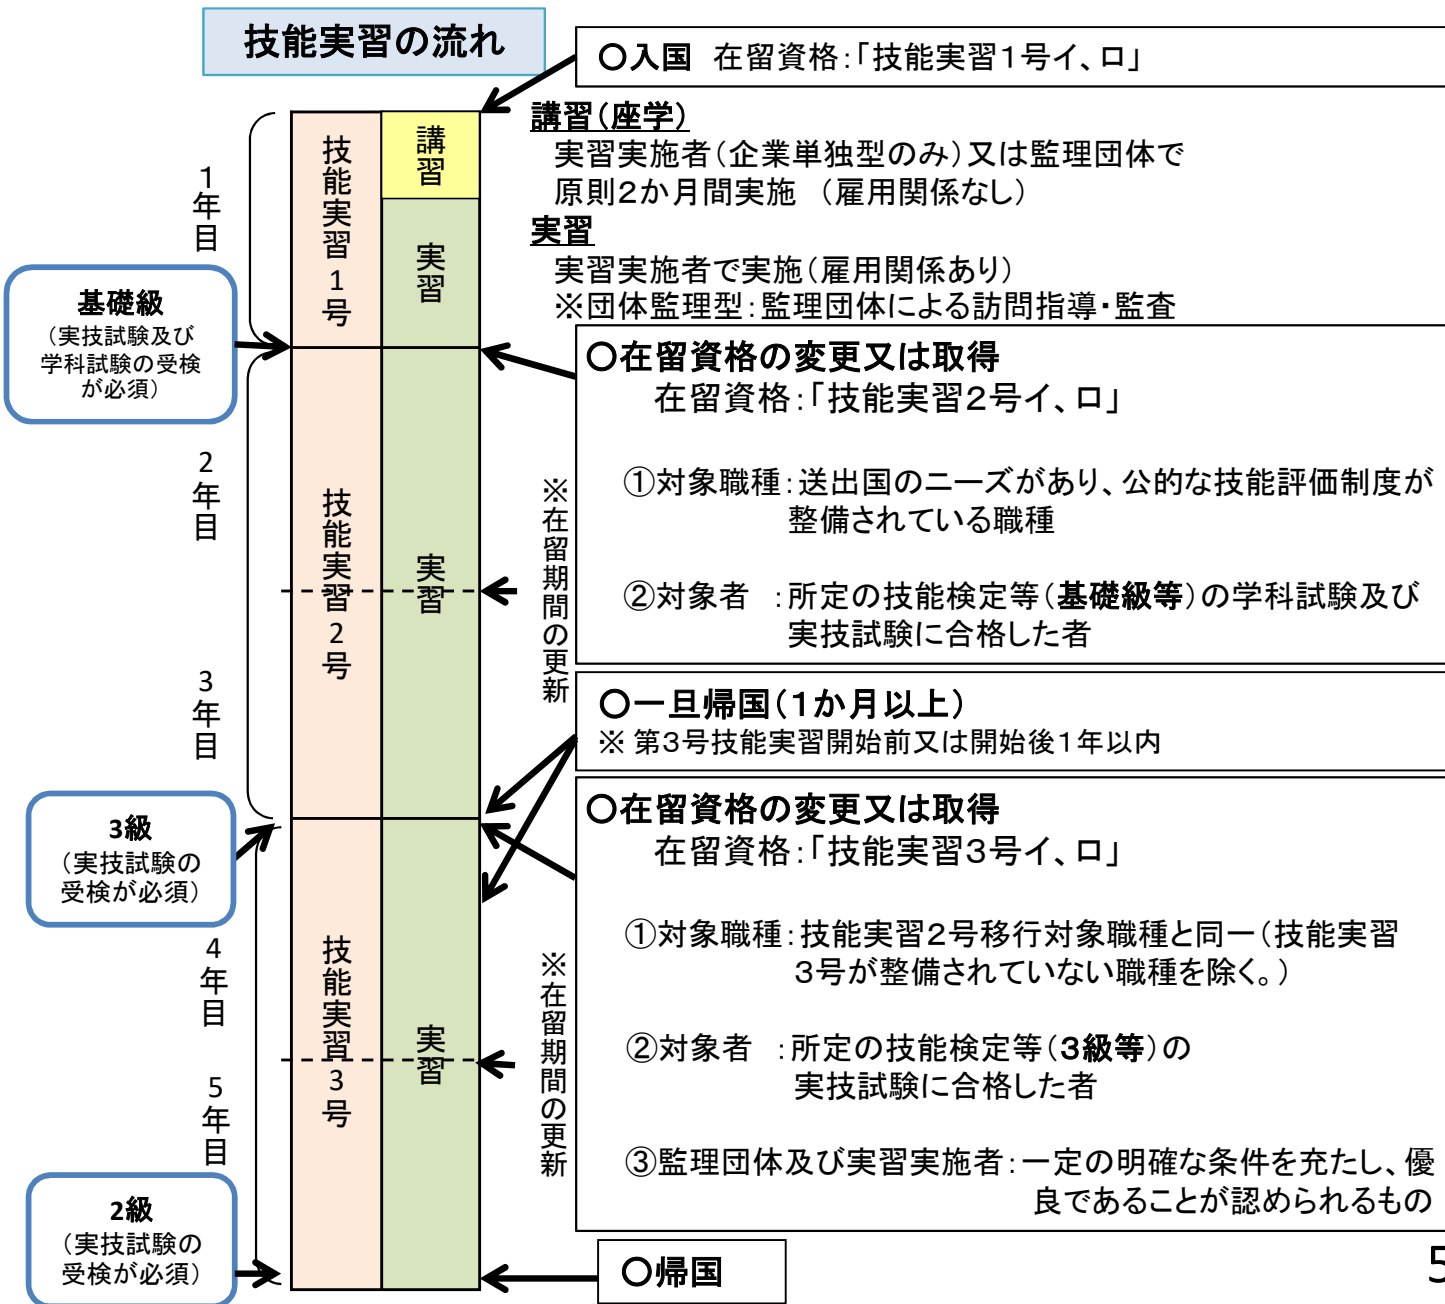 技能実習の流れ
○入国 在留資格：「技能実習1号イ、ロ」
講習（座学）
実習実施者（企業単独型のみ）又は監理団体で
原則2か月間実施 （雇用関係なし）
実習
実習実施者で実施（雇用関係あり）
※団体監理型：監理団体による訪問指導・監査
1年目
技能実習1号
講習
実習
基礎級
（実技試験及び
学科試験の受検
が必須）
○在留資格の変更又は取得
在留資格：「技能実習2号イ、ロ」
①対象職種：送出国のニーズがあり、公的な技能評価制度が
整備されている職種
②対象者 ：所定の技能検定等（基礎級等）の学科試験及び
実技試験に合格した者
2年目
3年目
技能実習2号
実習
※在留期間の更新
○一旦帰国（1か月以上）
※ 第3号技能実習開始前又は開始後1年以内
3級
（実技試験の
受検が必須）
○在留資格の変更又は取得
在留資格：「技能実習3号イ、ロ」
①対象職種：技能実習2号移行対象職種と同一（技能実習
3号が整備されていない職種を除く。）
②対象者 ：所定の技能検定等（3級等）の
実技試験に合格した者
③監理団体及び実習実施者：一定の明確な条件を充たし、優
良であることが認められるもの
4年目
5年目
技能実習3号
実習
※在留期間の更新
2級
（実技試験の
受検が必須）
○帰国
5